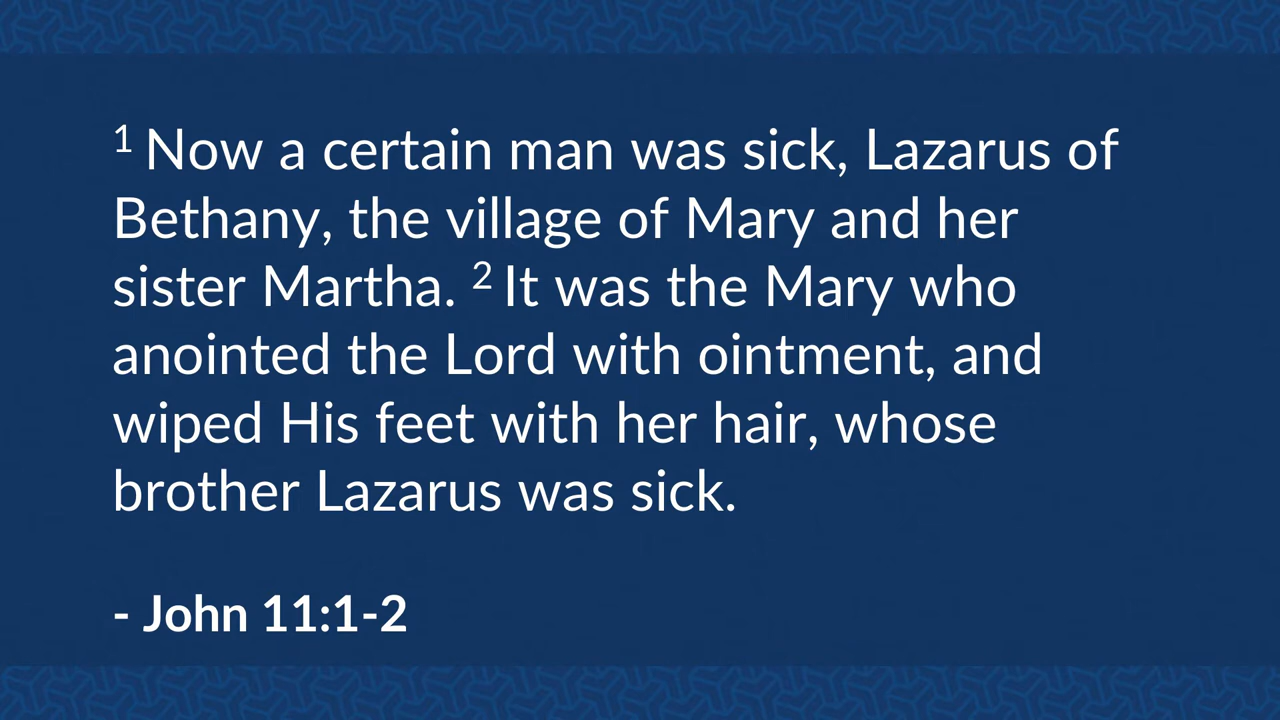 1 Now a certain man was sick, Lazarus of
Bethany, the village of Mary and her
sister Martha. 2 It was the Mary who
anointed the Lord with ointment, and
wiped His feet with her hair, whose
brother Lazarus was sick.
- John 11:1-2